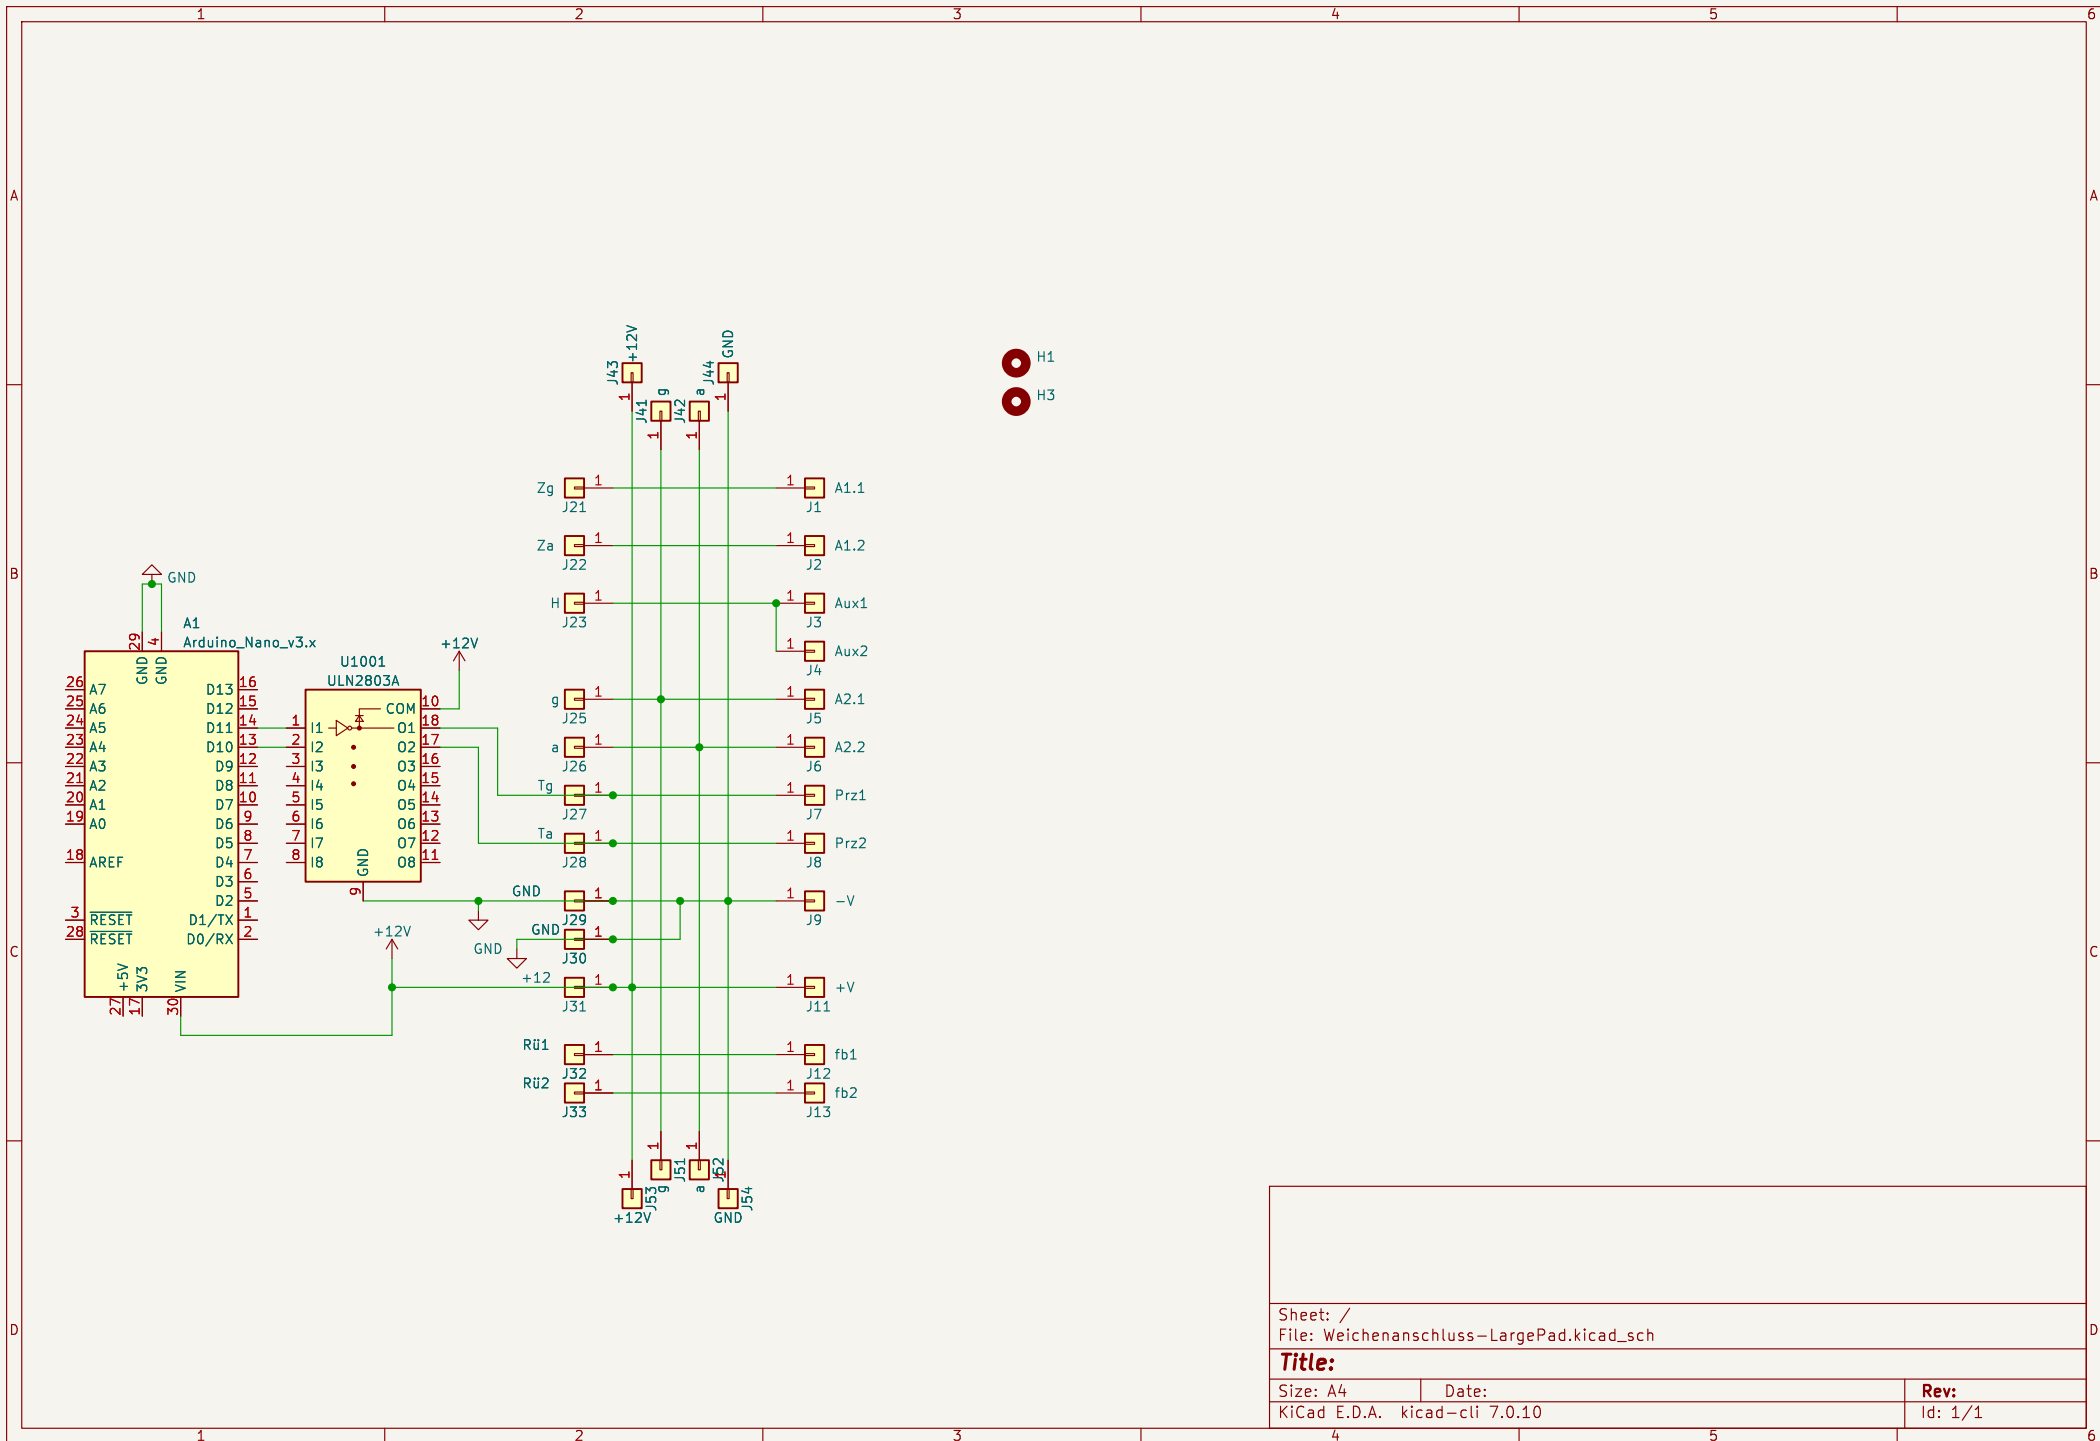 1 2 3 4 5 6
A A
B B
C C
D D
+12V GND
J43 J44
1 g a 1
J41 J42
1 1
H1
H3
Zg 1 1 A1.1
J21 J1
Za 1 1 A1.2
J22 J2
H 1 1 Aux1
J23 J3
1 Aux2
J4
g 1 1 A2.1
J25 J5
a 1 1 A2.2
J26 J6
Tg 1 1 Prz1
J27 J7
Ta 1 1 Prz2
J28 J8
GND 1 1 -V
J29 J9
GND 1
J30
GND
GND
+12 1 1 +V
J31 J11
Rü1 1 1 fb1
J32 J12
Rü2 1 1 fb2
J33 J13
1 1 1 1
J51 J52
g a
J53 J54
+12V GND
GND
A1
Arduino_Nano_v3.x
29 4
GND GND
26 A7 D13 16
25 A6 D12 15
24 A5 D11 14
23 A4 D10 13
22 A3 D9 12
21 A2 D8 11
20 A1 D7 10
19 A0 D6 9
D5 8
18 AREF D4 7
D3 6
D2 5
3 RESET D1/TX 1
28 RESET D0/RX 2
+5V 3V3 VIN
27 17 30
+12V
U1001
ULN2803A
+12V
COM 10
1 I1 O1 18
2 I2 O2 17
3 I3 O3 16
4 I4 O4 15
5 I5 O5 14
6 I6 O6 13
7 I7 O7 12
8 I8 O8 11
GND
9
Sheet: /
File: Weichenanschluss-LargePad.kicad_sch
Title:
Size: A4 Date: Rev:
KiCad E.D.A. kicad-cli 7.0.10 Id: 1/1
1 2 3 4 5 6